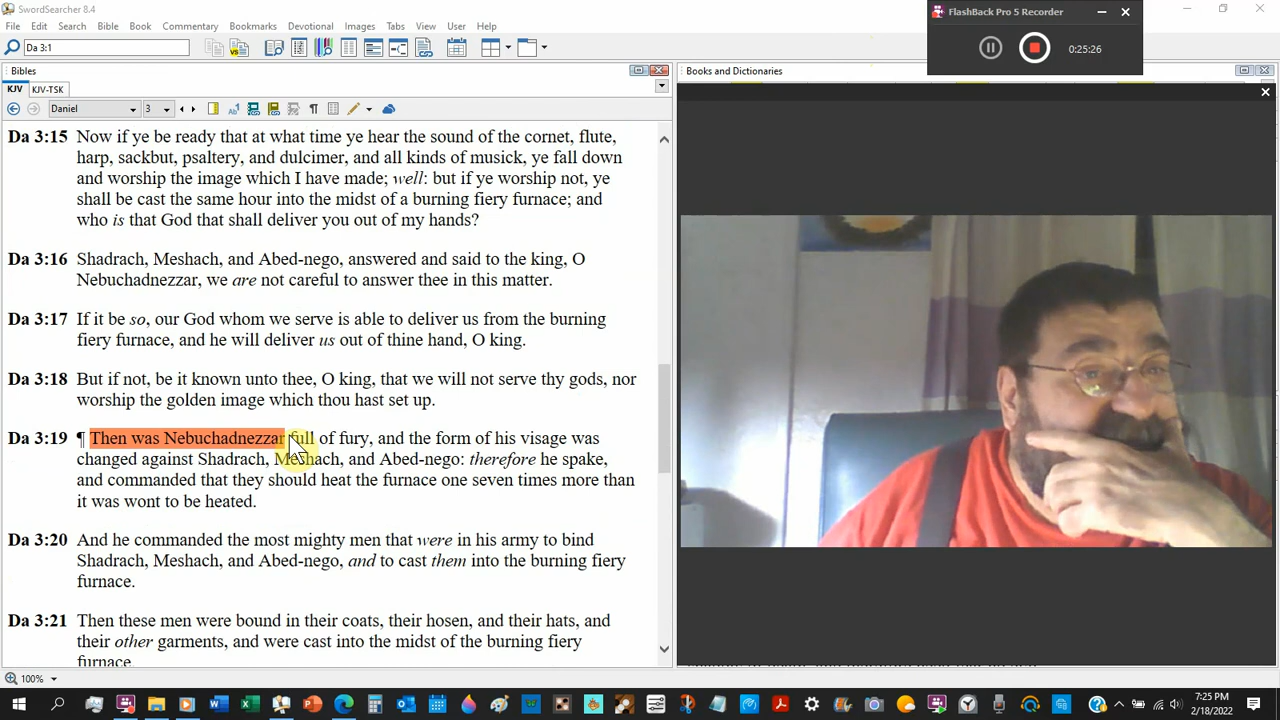 SwordSearcher 8.4
File Edit Search Bible Book Commentary Bookmarks Devotional Images Tabs View User Help
Da 3:1
FlashBack Pro 5 Recorder
0:25:26
Bibles
Books and Dictionaries
KJV KJV-TSK
Daniel 3
Da 3:15 Now if ye be ready that at what time ye hear the sound of the cornet, flute,
harp, sackbut, psaltery, and dulcimer, and all kinds of musick, ye fall down
and worship the image which I have made; well: but if ye worship not, ye
shall be cast the same hour into the midst of a burning fiery furnace; and
who is that God that shall deliver you out of my hands?
Da 3:16 Shadrach, Meshach, and Abed-nego, answered and said to the king, O
Nebuchadnezzar, we are not careful to answer thee in this matter.
Da 3:17 If it be so, our God whom we serve is able to deliver us from the burning
fiery furnace, and he will deliver us out of thine hand, O king.
Da 3:18 But if not, be it known unto thee, O king, that we will not serve thy gods, nor
worship the golden image which thou hast set up.
Da 3:19 ¶ Then was Nebuchadnezzar full of fury, and the form of his visage was
changed against Shadrach, Meshach, and Abed-nego: therefore he spake,
and commanded that they should heat the furnace one seven times more than
it was wont to be heated.
Da 3:20 And he commanded the most mighty men that were in his army to bind
Shadrach, Meshach, and Abed-nego, and to cast them into the burning fiery
furnace.
Da 3:21 Then these men were bound in their coats, their hosen, and their hats, and
their other garments, and were cast into the midst of the burning fiery
furnace.
100%
7:25 PM
2/18/2022